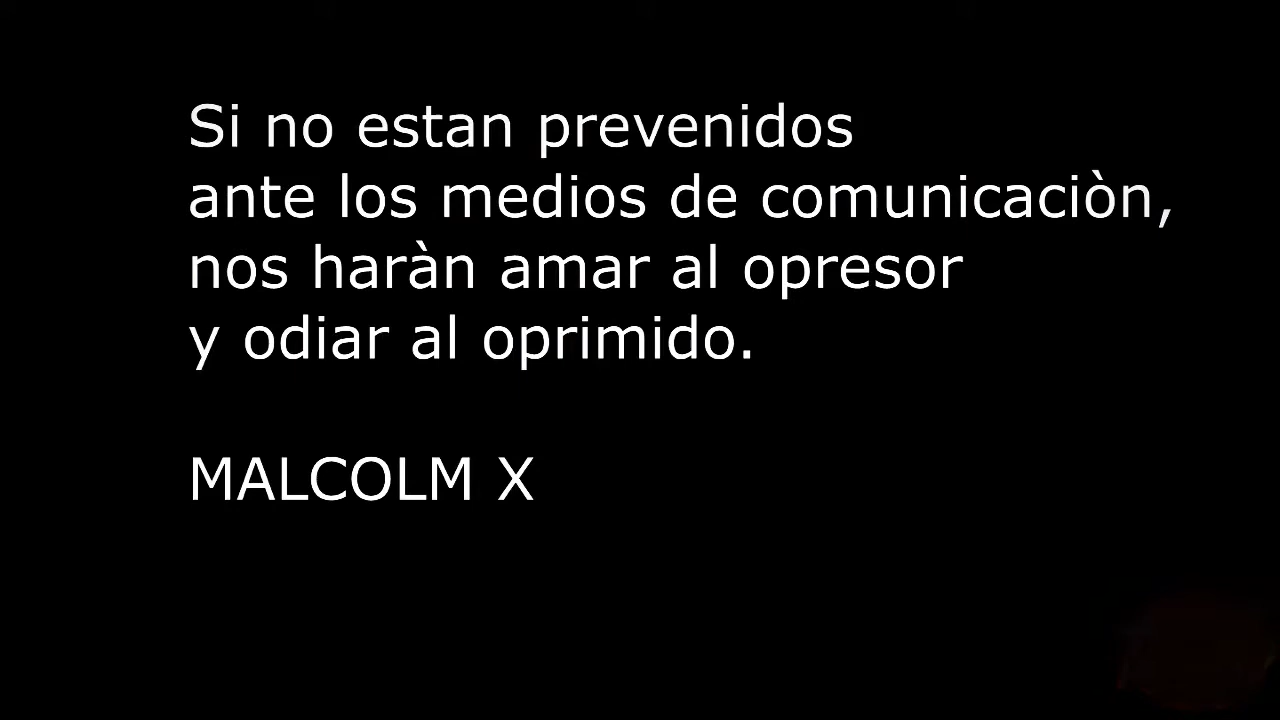 Si no estan prevenidos
ante los medios de comunicaciòn,
nos haràn amar al opresor
y odiar al oprimido.
MALCOLM X